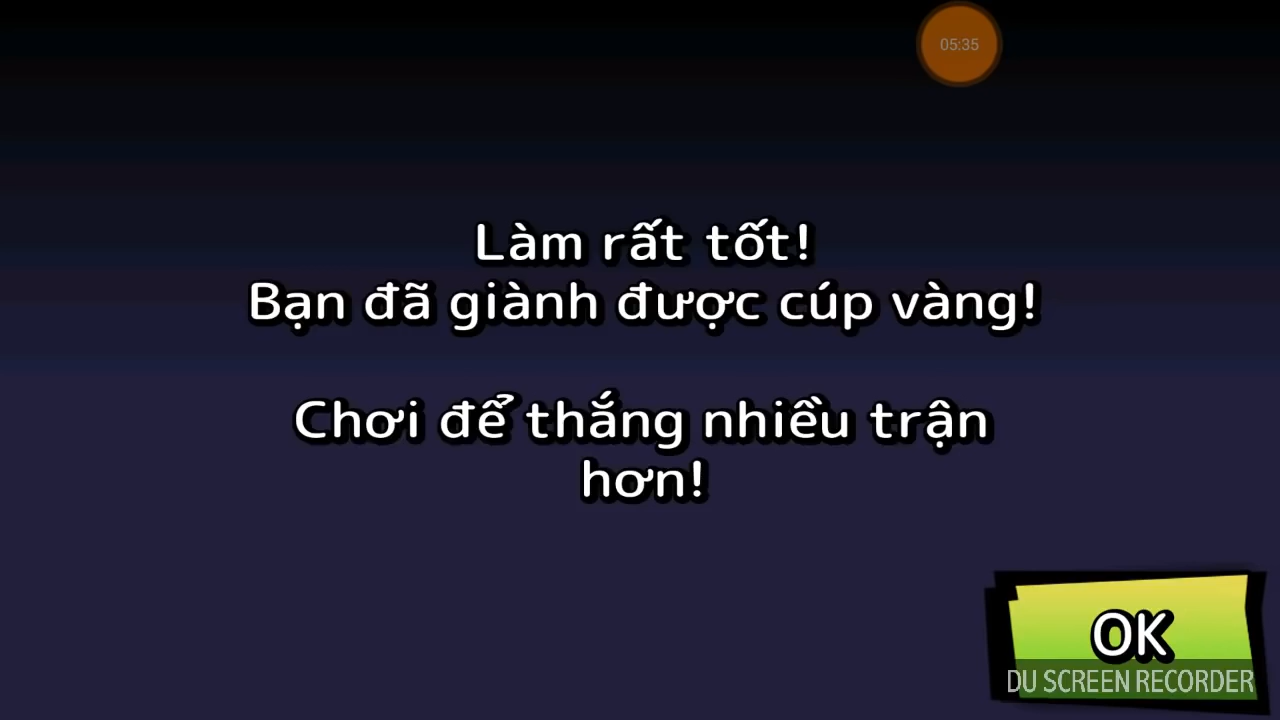 05:35
Làm rất tốt!
Bạn đã giành được cúp vàng!
Chơi để thắng nhiều trận
hơn!
OK
DU SCREEN RECORDER